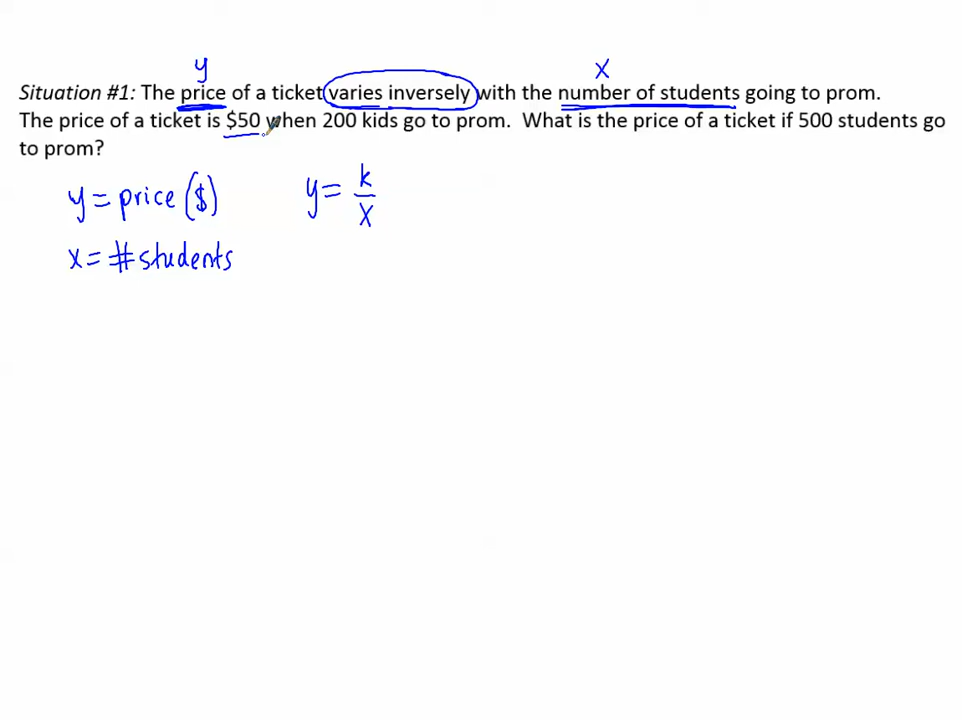 y
x
Situation #1: The price of a ticket varies inversely with the number of students going to prom.
The price of a ticket is $50 when 200 kids go to prom. What is the price of a ticket if 500 students go
to prom?
y = price ($)
y = k/x
x = # students